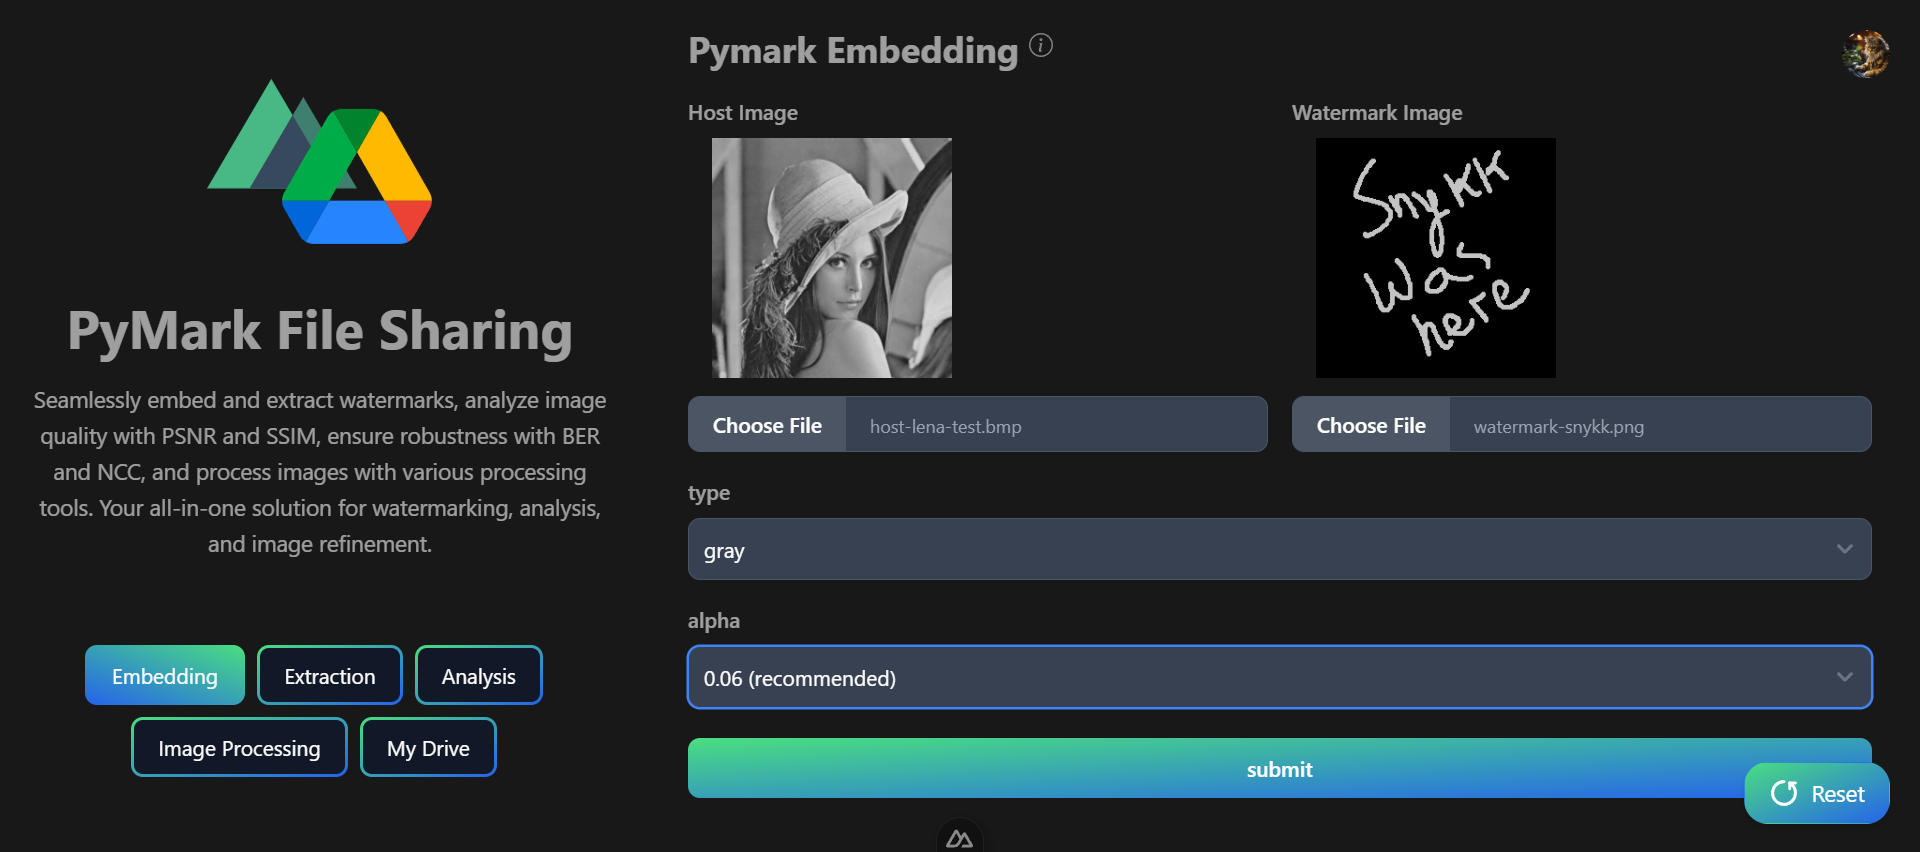 PyMark File Sharing
Seamlessly embed and extract watermarks, analyze image
quality with PSNR and SSIM, ensure robustness with BER
and NCC, and process images with various processing
tools. Your all-in-one solution for watermarking, analysis,
and image refinement.
Embedding
Extraction
Analysis
Image Processing
My Drive
Pymark Embedding
Host Image
Choose File
host-lena-test.bmp
Watermark Image
Snykk
Was
here
Choose File
watermark-snykk.png
type
gray
alpha
0.06 (recommended)
submit
Reset